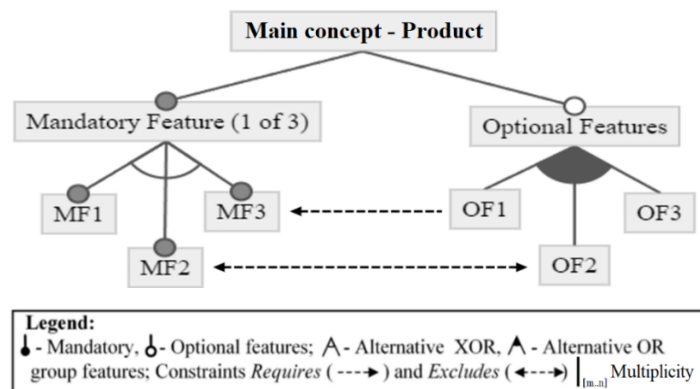 Main concept - Product
Mandatory Feature (1 of 3)
Optional Features
MF1
MF3
OF1
OF3
MF2
OF2
Legend:
- Mandatory, - Optional features; - Alternative XOR, - Alternative OR
group features; Constraints Requires ( ) and Excludes ( ) [m..n] Multiplicity